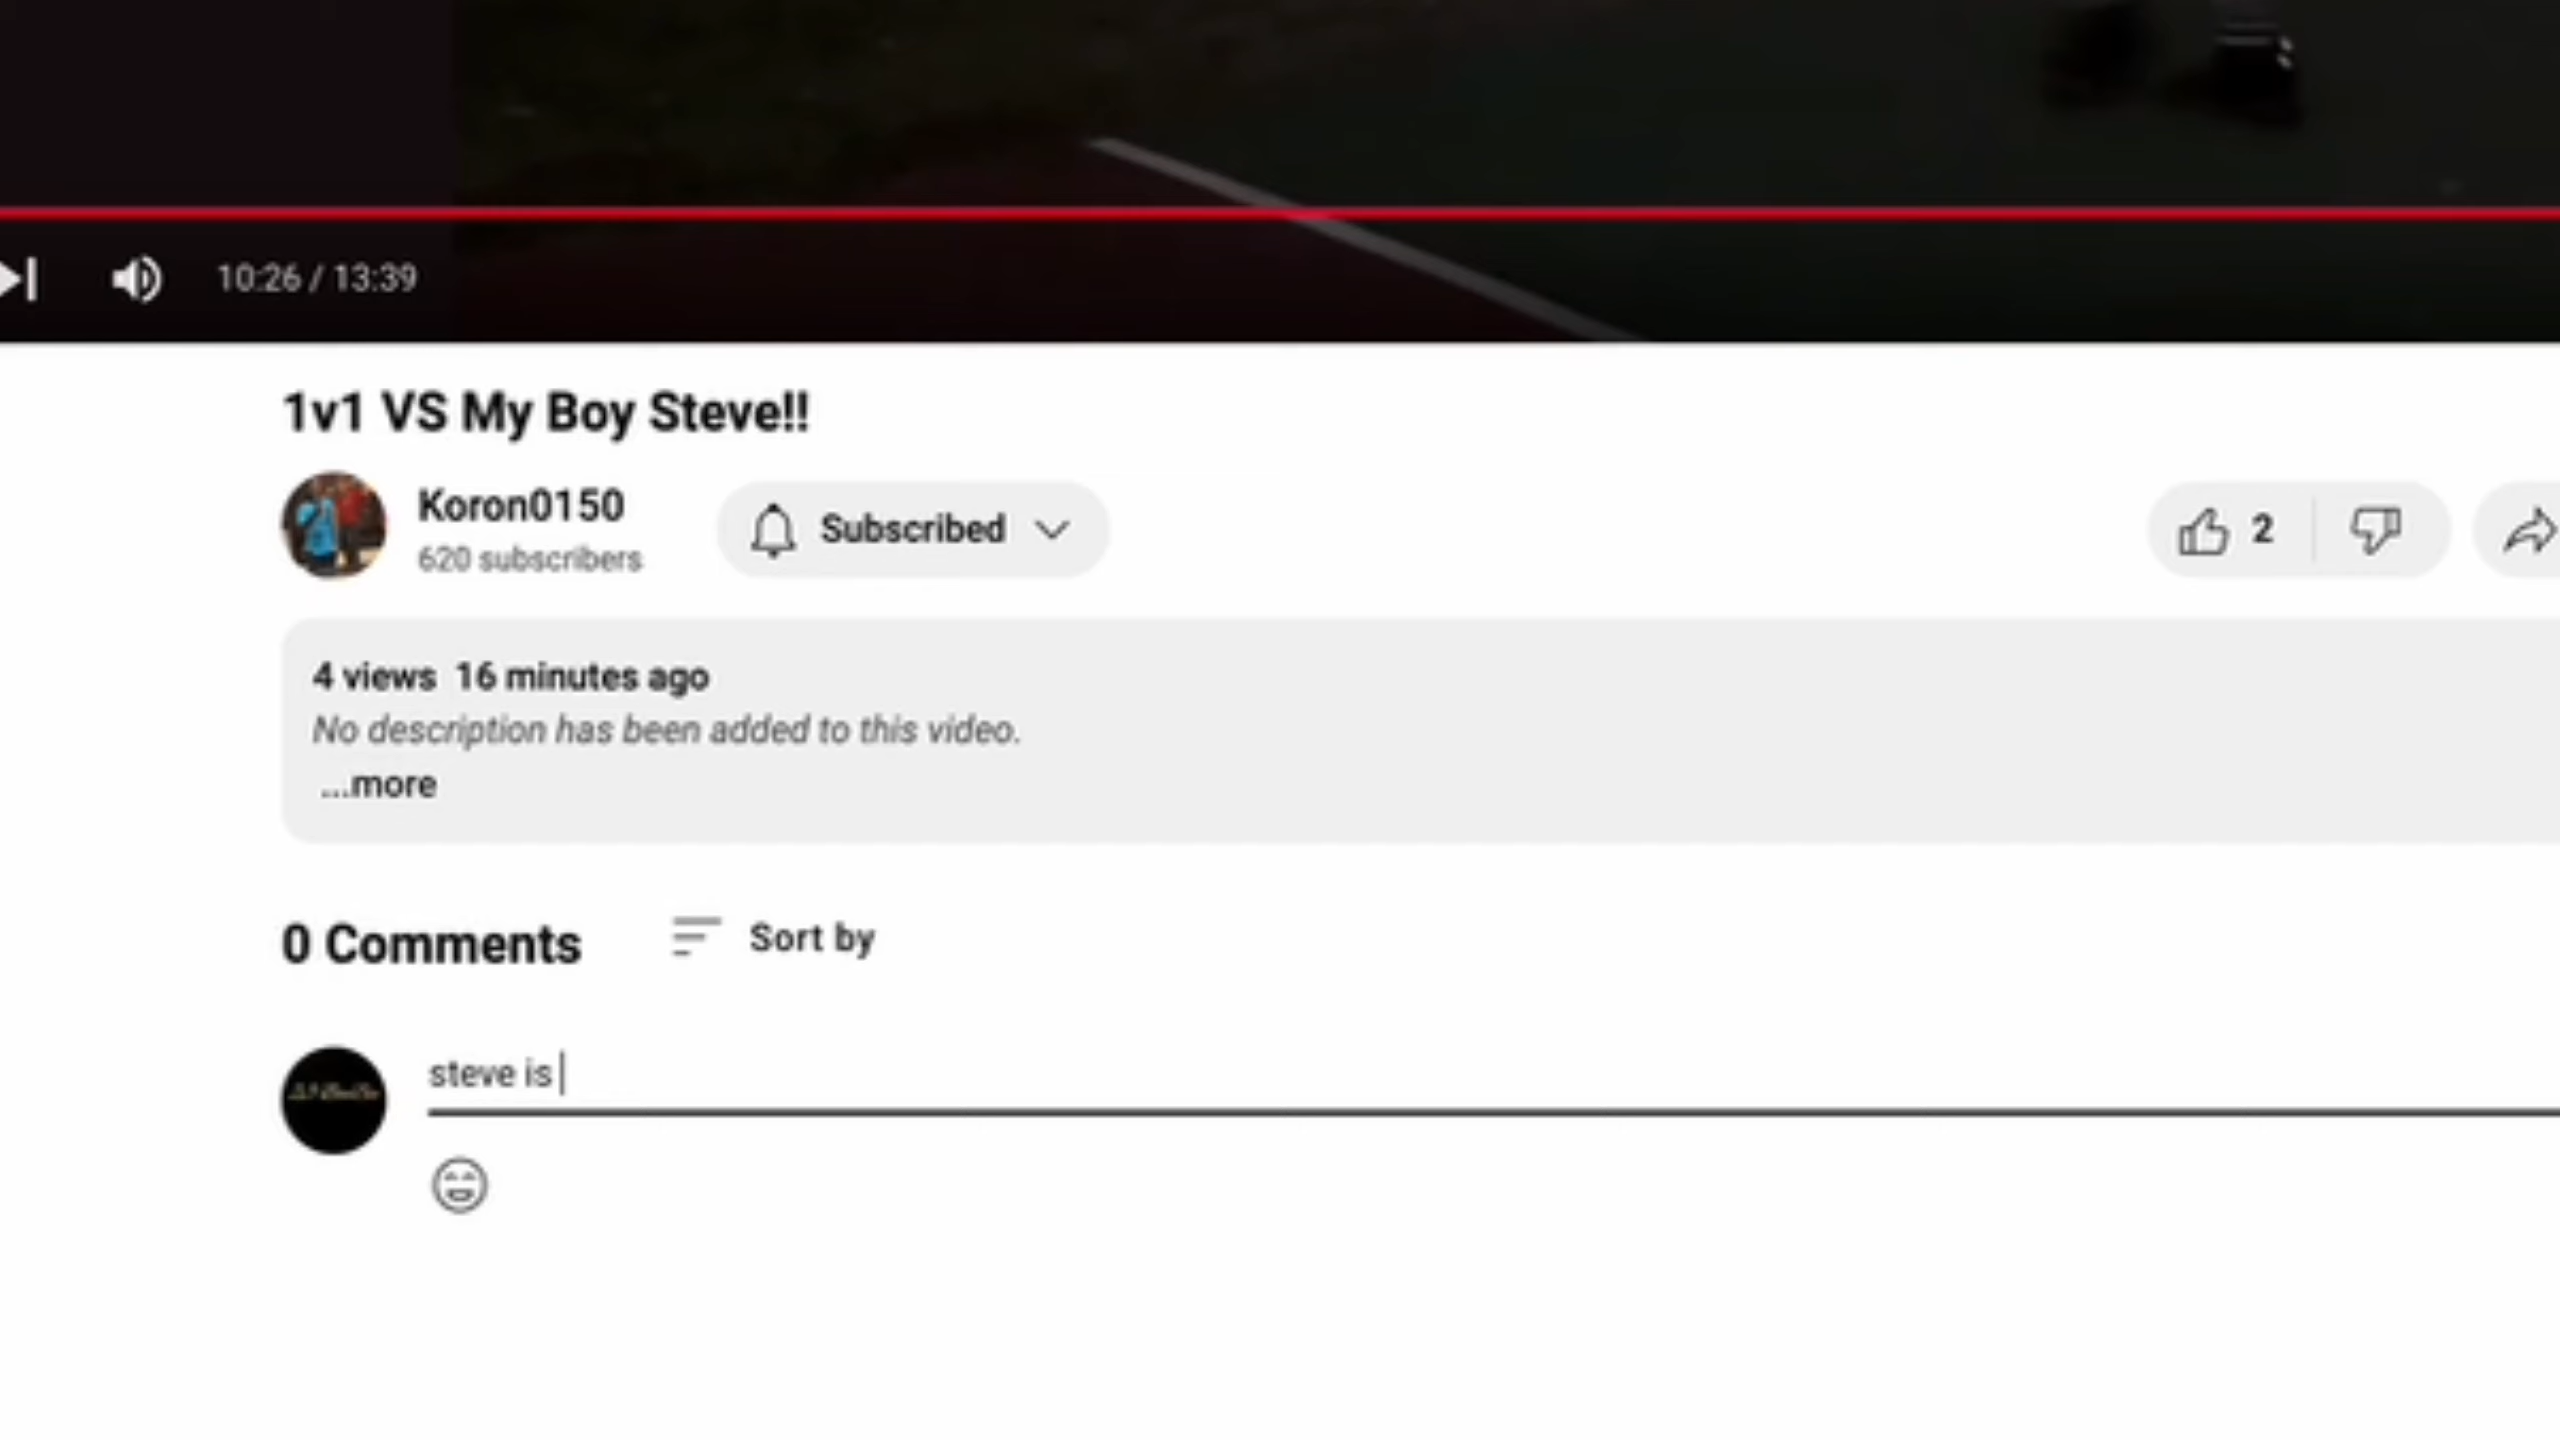 10:26 / 13:39
1v1 VS My Boy Steve!!
Koron0150
620 subscribers
Subscribed
2
4 views 16 minutes ago
No description has been added to this video.
...more
0 Comments
Sort by
steve is